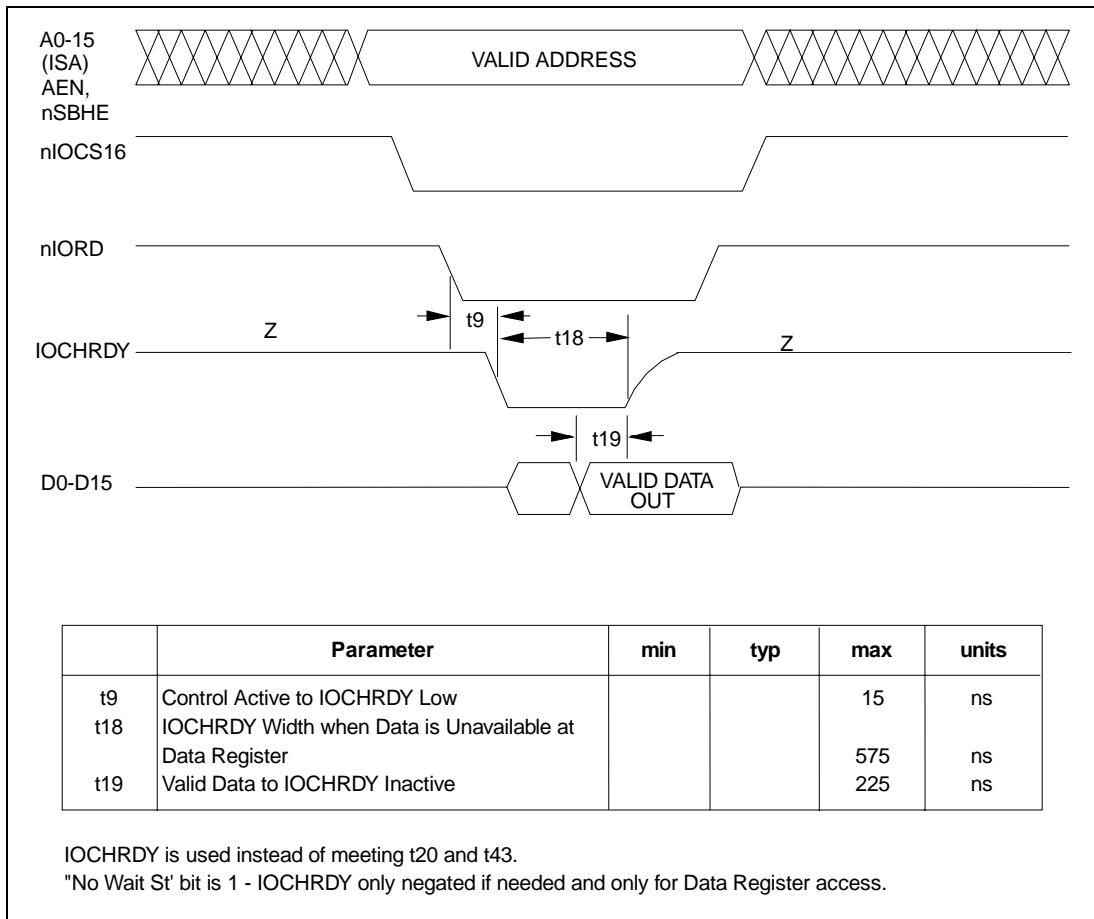 A0-15
(ISA)
AEN,
nSBHE
VALID ADDRESS
nIOCS16
nIORD
t9
t18
Z
Z
IOCHRDY
t19
D0-D15
VALID DATA
OUT
Parameter min typ max units
t9 Control Active to IOCHRDY Low 15 ns
t18 IOCHRDY Width when Data is Unavailable at
Data Register 575 ns
t19 Valid Data to IOCHRDY Inactive 225 ns
IOCHRDY is used instead of meeting t20 and t43.
"No Wait St' bit is 1 - IOCHRDY only negated if needed and only for Data Register access.